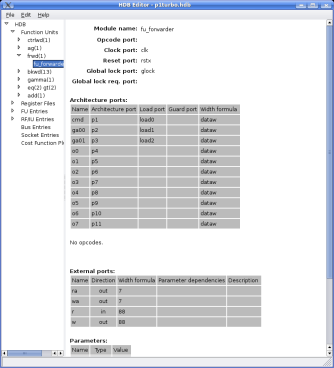 HDB Editor - p1turbo.hdb
File Edit Help
HDB
Function Units
ctrlwd(1)
ag(1)
frwd(1)
fu_forwarde
bkwd(13)
gamma(1)
eq(2) gt(2)
add(1)
Register Files
FU Entries
RF/IU Entries
Bus Entries
Socket Entries
Cost Function Pl
Module name: fu_forwarder
Opcode port:
Clock port: clk
Reset port: rstx
Global lock port: glock
Global lock req. port:
Architecture ports:
Name Architecture port Load port Guard port Width formula
cmd p1 load0 dataw
ga00 p2 load1 dataw
ga01 p3 load2 dataw
o0 p4 dataw
o1 p5 dataw
o2 p6 dataw
o3 p7 dataw
o4 p8 dataw
o5 p9 dataw
o6 p10 dataw
o7 p11 dataw
No opcodes.
External ports:
Name Direction Width formula Parameter dependencies Description
ra out 7
wa out 7
r in 88
w out 88
Parameters:
Name Type Value